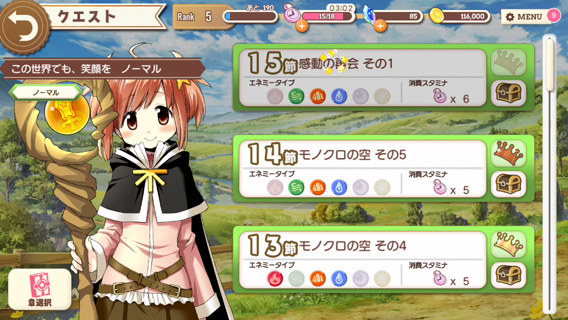 クエスト
Rank 5
あと 190
03:02
15/18
85
116,000
MENU 9
この世界でも、笑顔を ノーマル
ノーマル
15節 感動の再会 その1
エネミータイプ
消費スタミナ
x 6
14節 モノクロの空 その5
エネミータイプ
消費スタミナ
x 5
13節 モノクロの空 その4
エネミータイプ
消費スタミナ
x 5
章選択